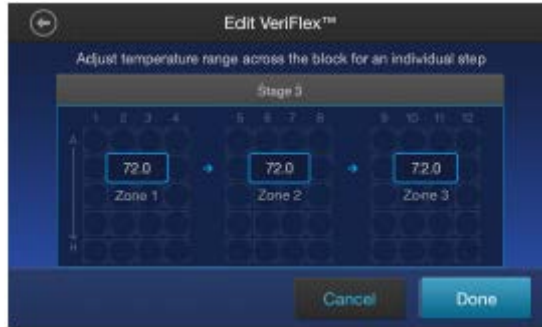 Edit VeriFlex™
Adjust temperature range across the block for an individual step
Stage 3
1 2 3 4 5 6 7 8 9 10 11 12
A
72.0 72.0 72.0
Zone 1 Zone 2 Zone 3
H
Cancel Done